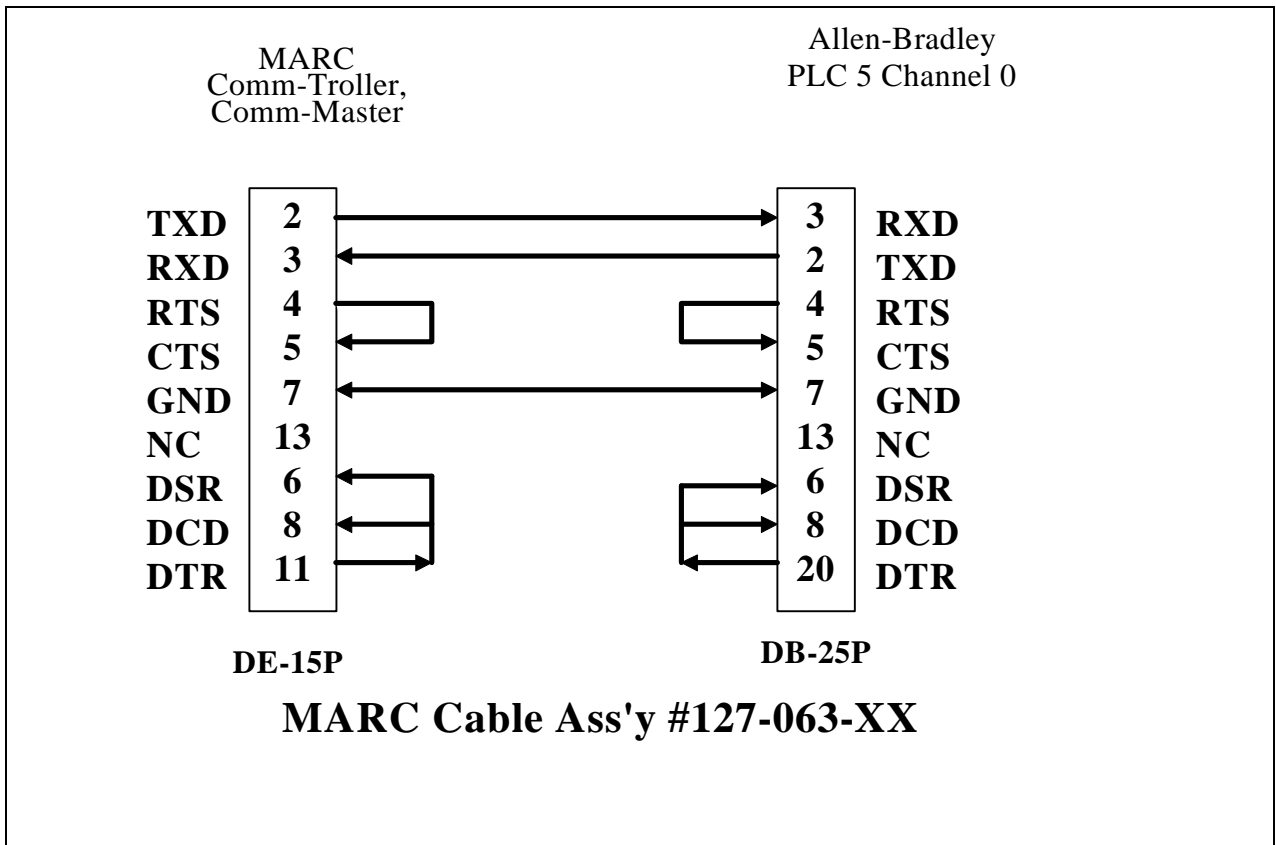 MARC
Comm-Troller,
Comm-Master
Allen-Bradley
PLC 5 Channel 0
TXD 2 3 RXD
RXD 3 2 TXD
RTS 4 4 RTS
CTS 5 5 CTS
GND 7 7 GND
NC 13 13 NC
DSR 6 6 DSR
DCD 8 8 DCD
DTR 11 20 DTR
DE-15P DB-25P
MARC Cable Ass'y #127-063-XX